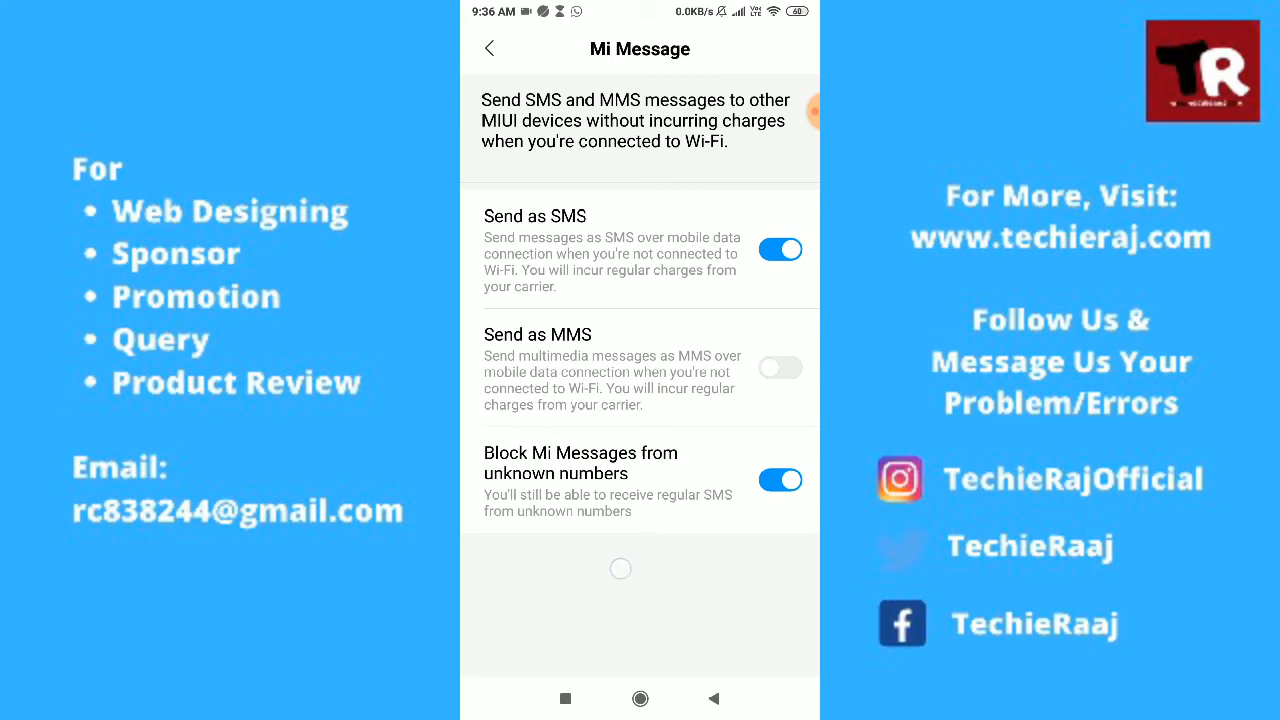 For
• Web Designing
• Sponsor
• Promotion
• Query
• Product Review
Email:
rc838244@gmail.com
9:36 AM
0.0KB/s
Vo
LTE
60
Mi Message
Send SMS and MMS messages to other
MIUI devices without incurring charges
when you're connected to Wi-Fi.
Send as SMS
Send messages as SMS over mobile data
connection when you're not connected to
Wi-Fi. You will incur regular charges from
your carrier.
Send as MMS
Send multimedia messages as MMS over
mobile data connection when you're not
connected to Wi-Fi. You will incur regular
charges from your carrier.
Block Mi Messages from
unknown numbers
You'll still be able to receive regular SMS
from unknown numbers
TR
For More, Visit:
www.techieraj.com
Follow Us &
Message Us Your
Problem/Errors
TechieRajOfficial
TechieRaaj
TechieRaaj